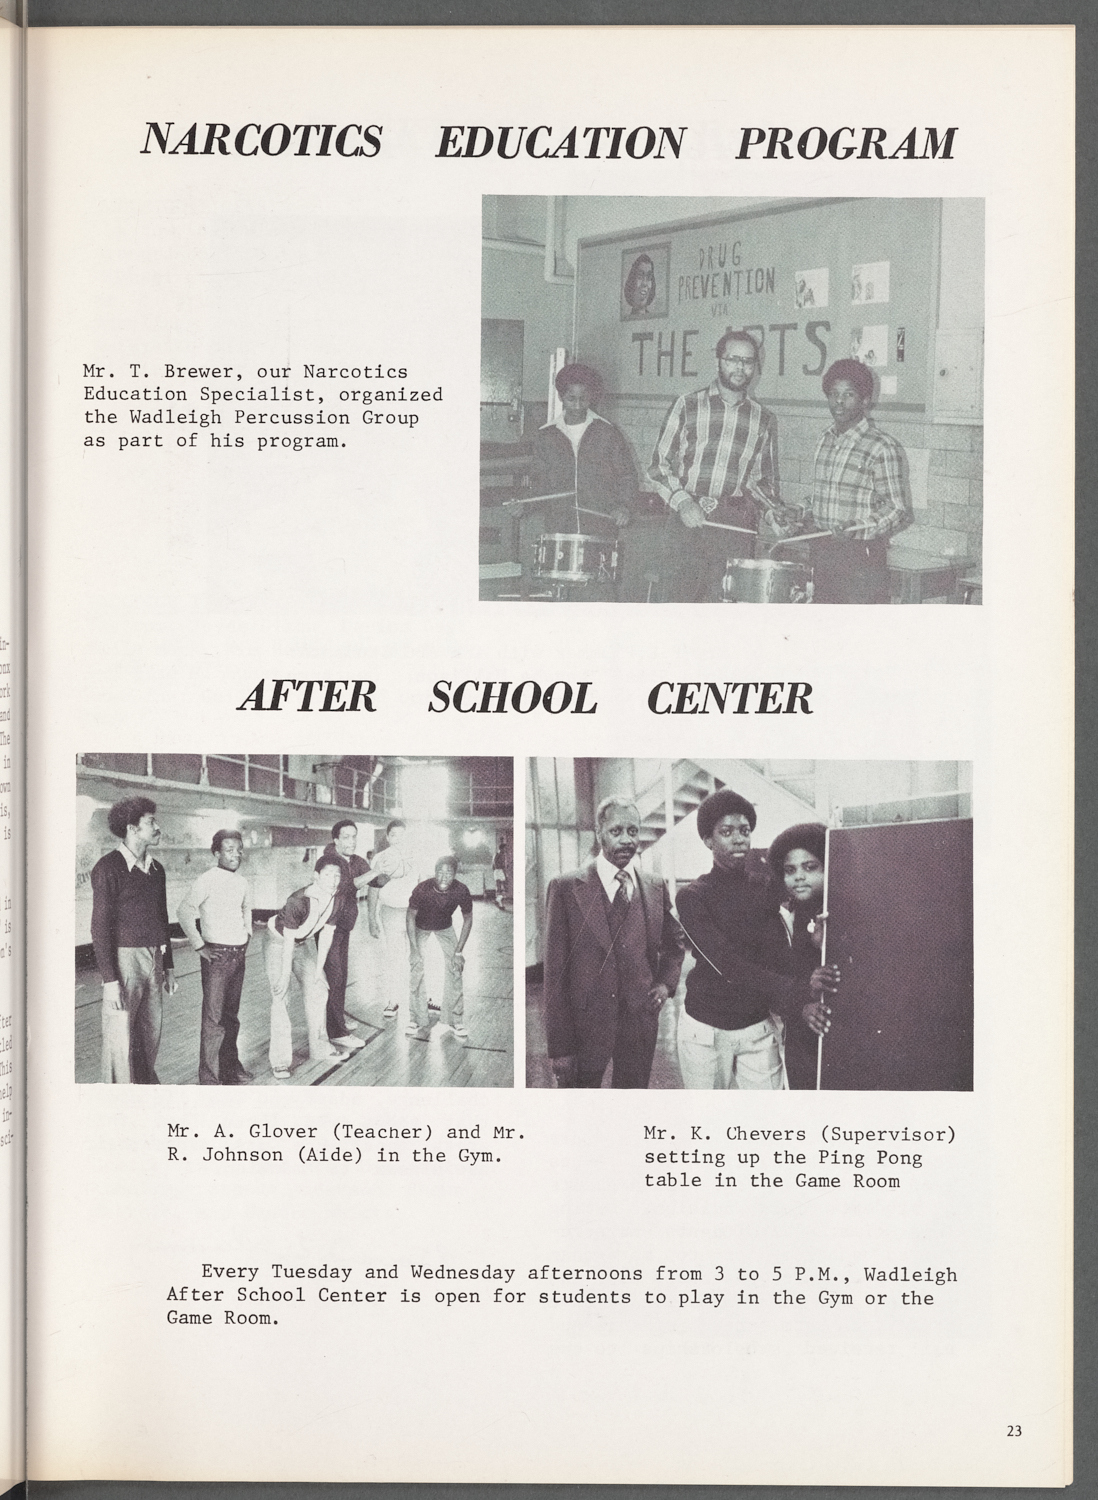 NARCOTICS EDUCATION PROGRAM
DRUG
PREVENTION
VIA
THE ARTS
Mr. T. Brewer, our Narcotics
Education Specialist, organized
the Wadleigh Percussion Group
as part of his program.
AFTER SCHOOL CENTER
Mr. A. Glover (Teacher) and Mr.
R. Johnson (Aide) in the Gym.
Mr. K. Chevers (Supervisor)
setting up the Ping Pong
table in the Game Room
Every Tuesday and Wednesday afternoons from 3 to 5 P.M., Wadleigh
After School Center is open for students to play in the Gym or the
Game Room.
23